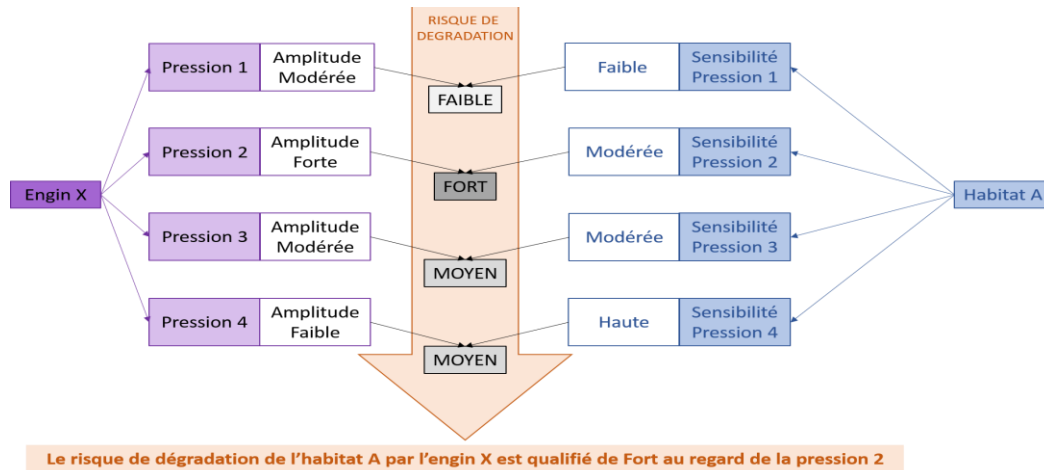 RISQUE DE
DEGRADATION
Engin X
Pression 1
Amplitude
Modérée
FAIBLE
Faible
Sensibilité
Pression 1
Pression 2
Amplitude
Forte
FORT
Modérée
Sensibilité
Pression 2
Pression 3
Amplitude
Modérée
MOYEN
Modérée
Sensibilité
Pression 3
Pression 4
Amplitude
Faible
MOYEN
Haute
Sensibilité
Pression 4
Habitat A
Le risque de dégradation de l'habitat A par l'engin X est qualifié de Fort au regard de la pression 2